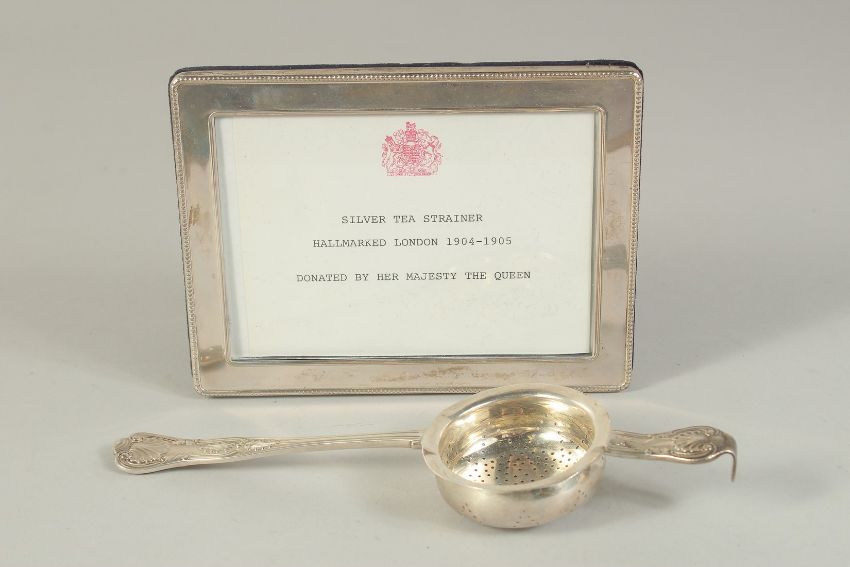 SILVER TEA STRAINER
HALLMARKED LONDON 1904-1905
DONATED BY HER MAJESTY THE QUEEN